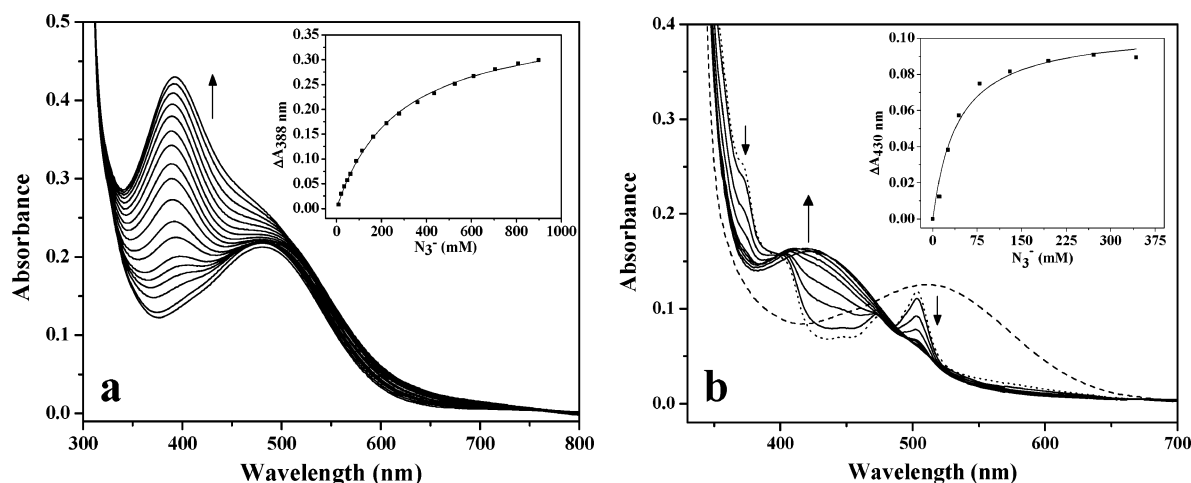 a
0.5
0.4
0.3
0.2
0.1
0.0
Absorbance
300 400 500 600 700 800
Wavelength (nm)
0.35
0.30
0.25
0.20
0.15
0.10
0.05
0.00
ΔA388 nm
0 200 400 600 800 1000
N3- (mM)
b
0.4
0.3
0.2
0.1
0.0
Absorbance
400 500 600 700
Wavelength (nm)
0.10
0.08
0.06
0.04
0.02
0.00
ΔA430 nm
0 75 150 225 300 375
N3- (mM)